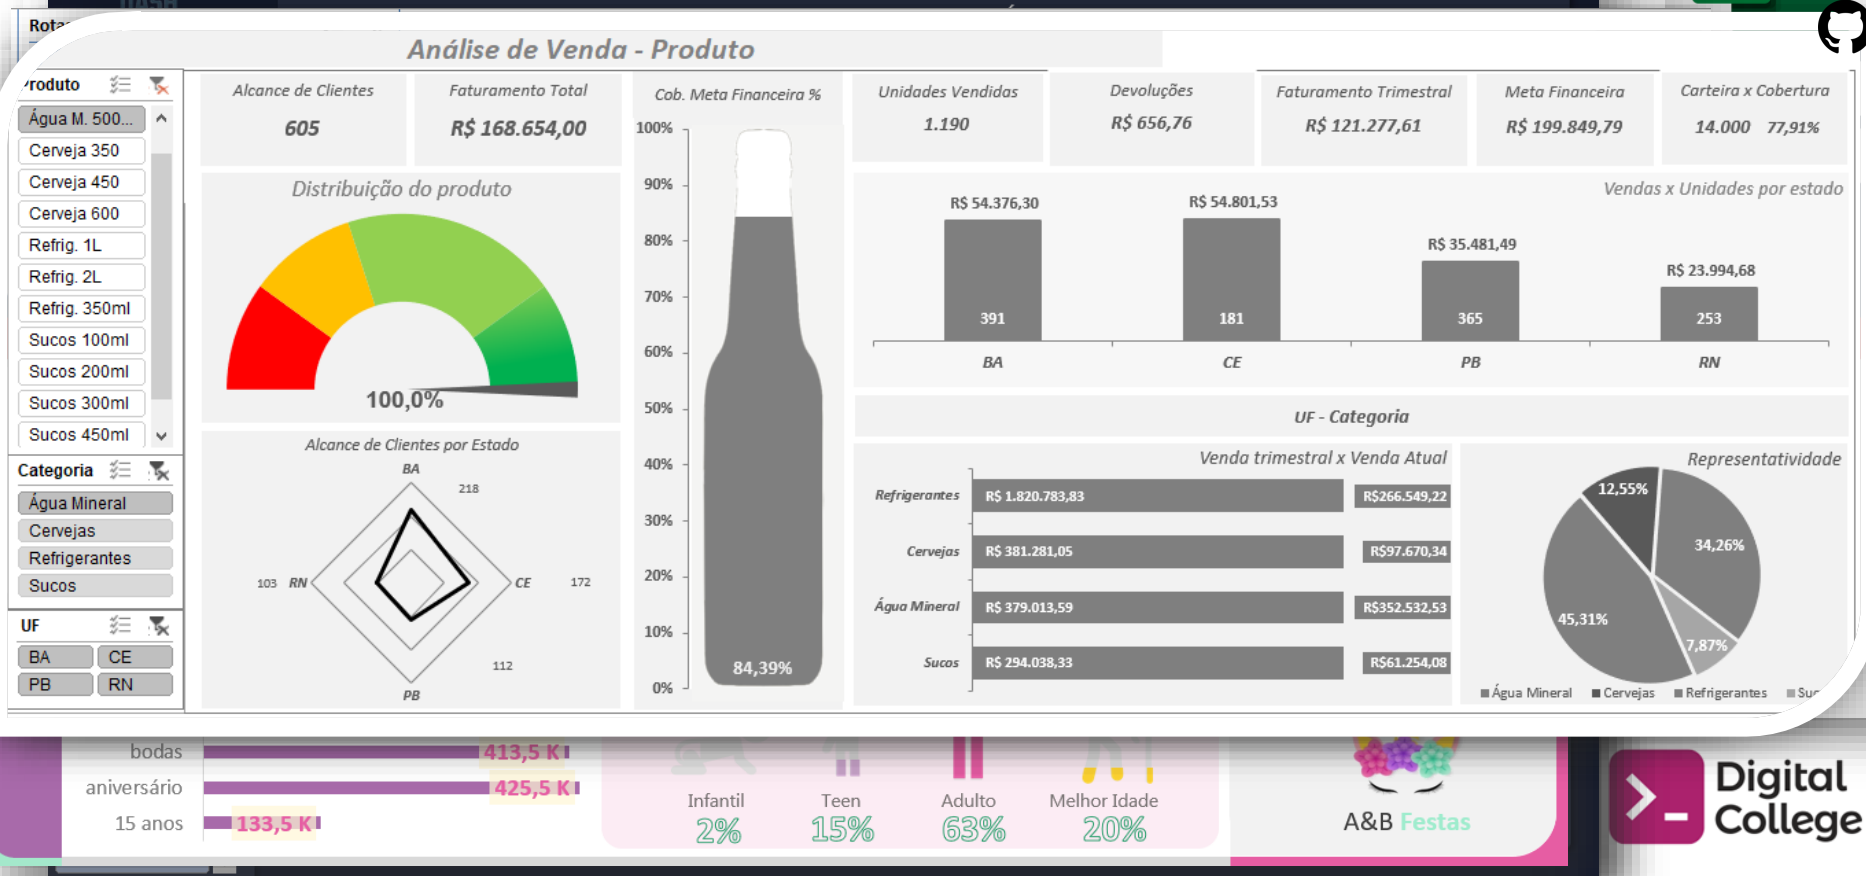 DASH
Rota
Análise de Venda - Produto
Produto
Água M. 500...
Cerveja 350
Cerveja 450
Cerveja 600
Refrig. 1L
Refrig. 2L
Refrig. 350ml
Sucos 100ml
Sucos 200ml
Sucos 300ml
Sucos 450ml
Categoria
Água Mineral
Cervejas
Refrigerantes
Sucos
UF
BA CE
PB RN
Alcance de Clientes
605
Faturamento Total
R$ 168.654,00
Distribuição do produto
100,0%
Alcance de Clientes por Estado
BA
218
103 RN
CE 172
112
PB
Cob. Meta Financeira %
100%
90%
80%
70%
60%
50%
40%
30%
20%
10%
0%
84,39%
Unidades Vendidas
1.190
Devoluções
R$ 656,76
Faturamento Trimestral
R$ 121.277,61
Meta Financeira
R$ 199.849,79
Carteira x Cobertura
14.000 77,91%
Vendas x Unidades por estado
R$ 54.376,30 R$ 54.801,53 R$ 35.481,49 R$ 23.994,68
391 181 365 253
BA CE PB RN
UF - Categoria
Venda trimestral x Venda Atual
Refrigerantes R$ 1.820.783,83 R$266.549,22
Cervejas R$ 381.281,05 R$97.670,34
Água Mineral R$ 379.013,59 R$352.532,53
Sucos R$ 294.038,33 R$61.254,08
Representatividade
12,55%
34,26%
45,31%
7,87%
Água Mineral Cervejas Refrigerantes Suc
bodas 413,5 K
aniversário 425,5 K
15 anos 133,5 K
Infantil Teen Adulto Melhor Idade
2% 15% 63% 20%
A&B Festas
Digital
College